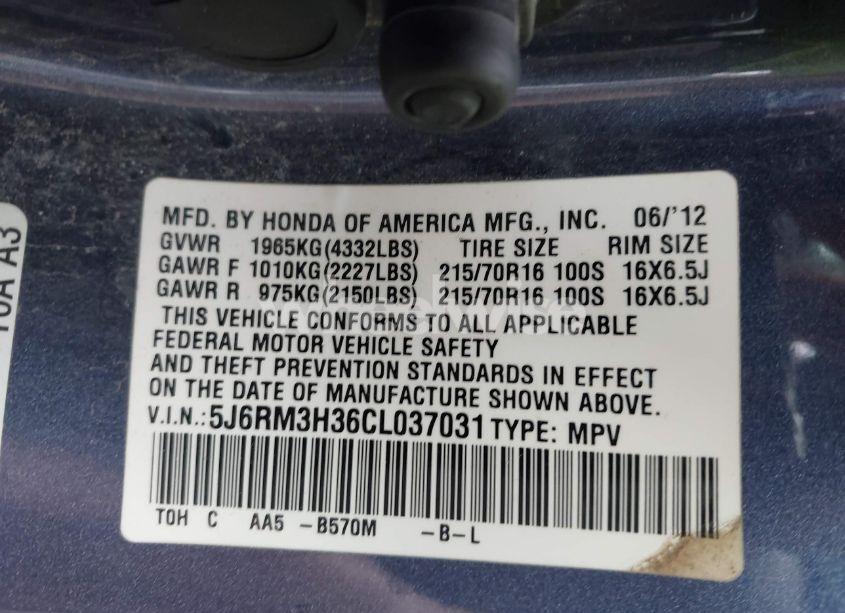 MFD. BY HONDA OF AMERICA MFG., INC. 06/'12
GVWR 1965KG(4332LBS) TIRE SIZE RIM SIZE
GAWR F 1010KG(2227LBS) 215/70R16 100S 16X6.5J
GAWR R 975KG(2150LBS) 215/70R16 100S 16X6.5J
THIS VEHICLE CONFORMS TO ALL APPLICABLE
FEDERAL MOTOR VEHICLE SAFETY
AND THEFT PREVENTION STANDARDS IN EFFECT
ON THE DATE OF MANUFACTURE SHOWN ABOVE.
V.I.N.: 5J6RM3H36CL037031 TYPE: MPV
TOH C AA5 -B570M -B-L